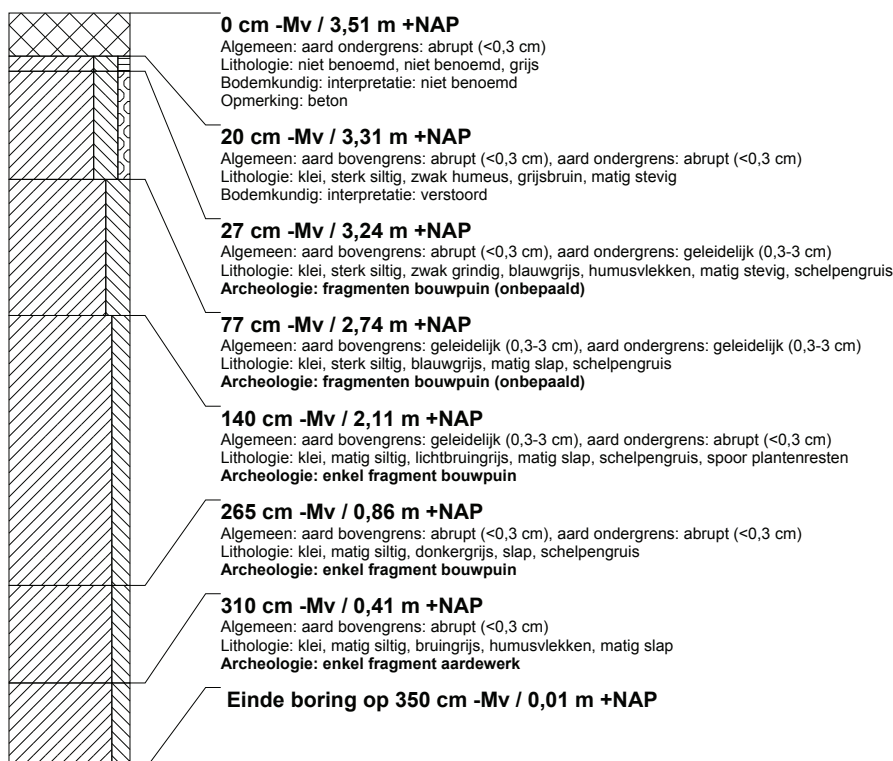 0 cm -Mv / 3,51 m +NAP
Algemeen: aard ondergrens: abrupt (<0,3 cm)
Lithologie: niet benoemd, niet benoemd, grijs
Bodemkundig: interpretatie: niet benoemd
Opmerking: beton
20 cm -Mv / 3,31 m +NAP
Algemeen: aard bovengrens: abrupt (<0,3 cm), aard ondergrens: abrupt (<0,3 cm)
Lithologie: klei, sterk siltig, zwak humeus, grijsbruin, matig stevig
Bodemkundig: interpretatie: verstoord
27 cm -Mv / 3,24 m +NAP
Algemeen: aard bovengrens: abrupt (<0,3 cm), aard ondergrens: geleidelijk (0,3-3 cm)
Lithologie: klei, sterk siltig, zwak grindig, blauwgrijs, humusvlekken, matig stevig, schelpengruis
Archeologie: fragmenten bouwpuin (onbepaald)
77 cm -Mv / 2,74 m +NAP
Algemeen: aard bovengrens: geleidelijk (0,3-3 cm), aard ondergrens: geleidelijk (0,3-3 cm)
Lithologie: klei, sterk siltig, blauwgrijs, matig slap, schelpengruis
Archeologie: fragmenten bouwpuin (onbepaald)
140 cm -Mv / 2,11 m +NAP
Algemeen: aard bovengrens: geleidelijk (0,3-3 cm), aard ondergrens: abrupt (<0,3 cm)
Lithologie: klei, matig siltig, lichtbruingrijs, matig slap, schelpengruis, spoor plantenresten
Archeologie: enkel fragment bouwpuin
265 cm -Mv / 0,86 m +NAP
Algemeen: aard bovengrens: abrupt (<0,3 cm), aard ondergrens: abrupt (<0,3 cm)
Lithologie: klei, matig siltig, donkergrijs, slap, schelpengruis
Archeologie: enkel fragment bouwpuin
310 cm -Mv / 0,41 m +NAP
Algemeen: aard bovengrens: abrupt (<0,3 cm)
Lithologie: klei, matig siltig, bruingrijs, humusvlekken, matig slap
Archeologie: enkel fragment aardewerk
Einde boring op 350 cm -Mv / 0,01 m +NAP